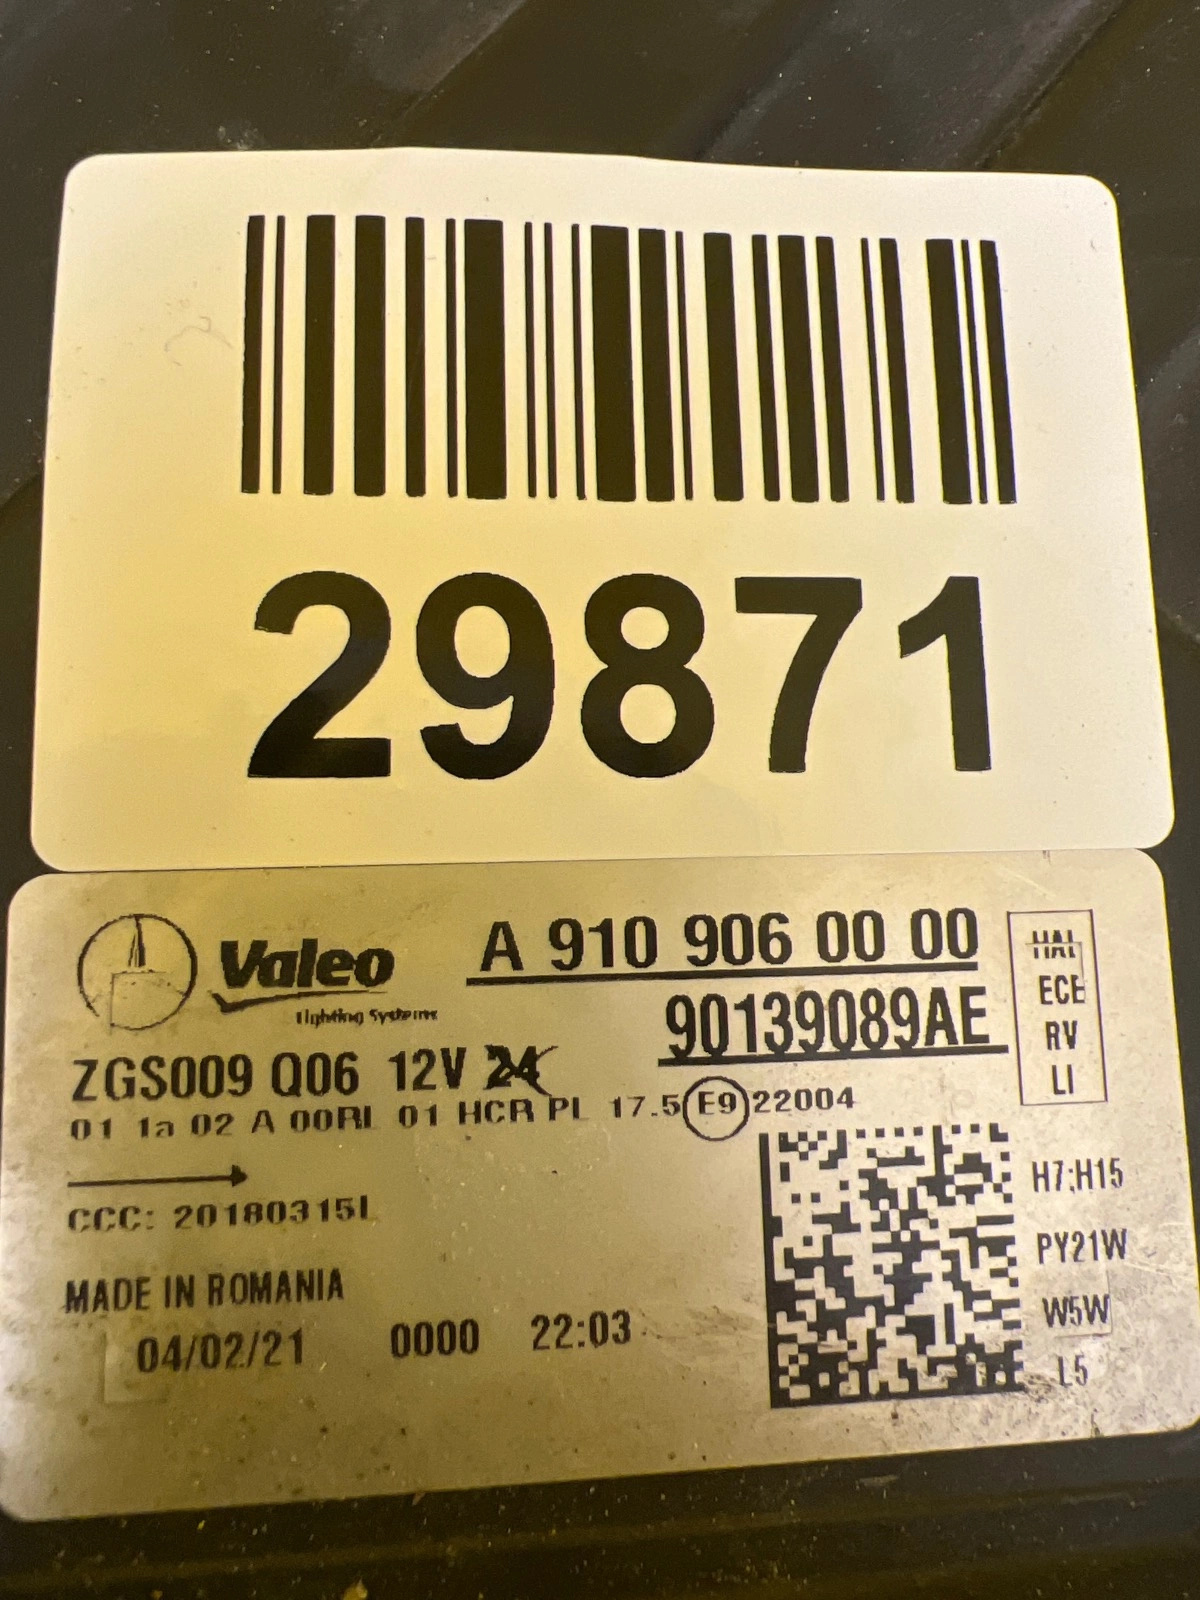 29871
Valeo
Lighting Systems
A 910 906 00 00
90139089AE
HAL
ECE
RV
LI
ZGS009 Q06 12V 24
01 1a 02 A 00RL 01 HCR PL 17.5 E9 22004
CCC: 20180315L
MADE IN ROMANIA
04/02/21 0000 22:03
H7;H15
PY21W
W5W
L5